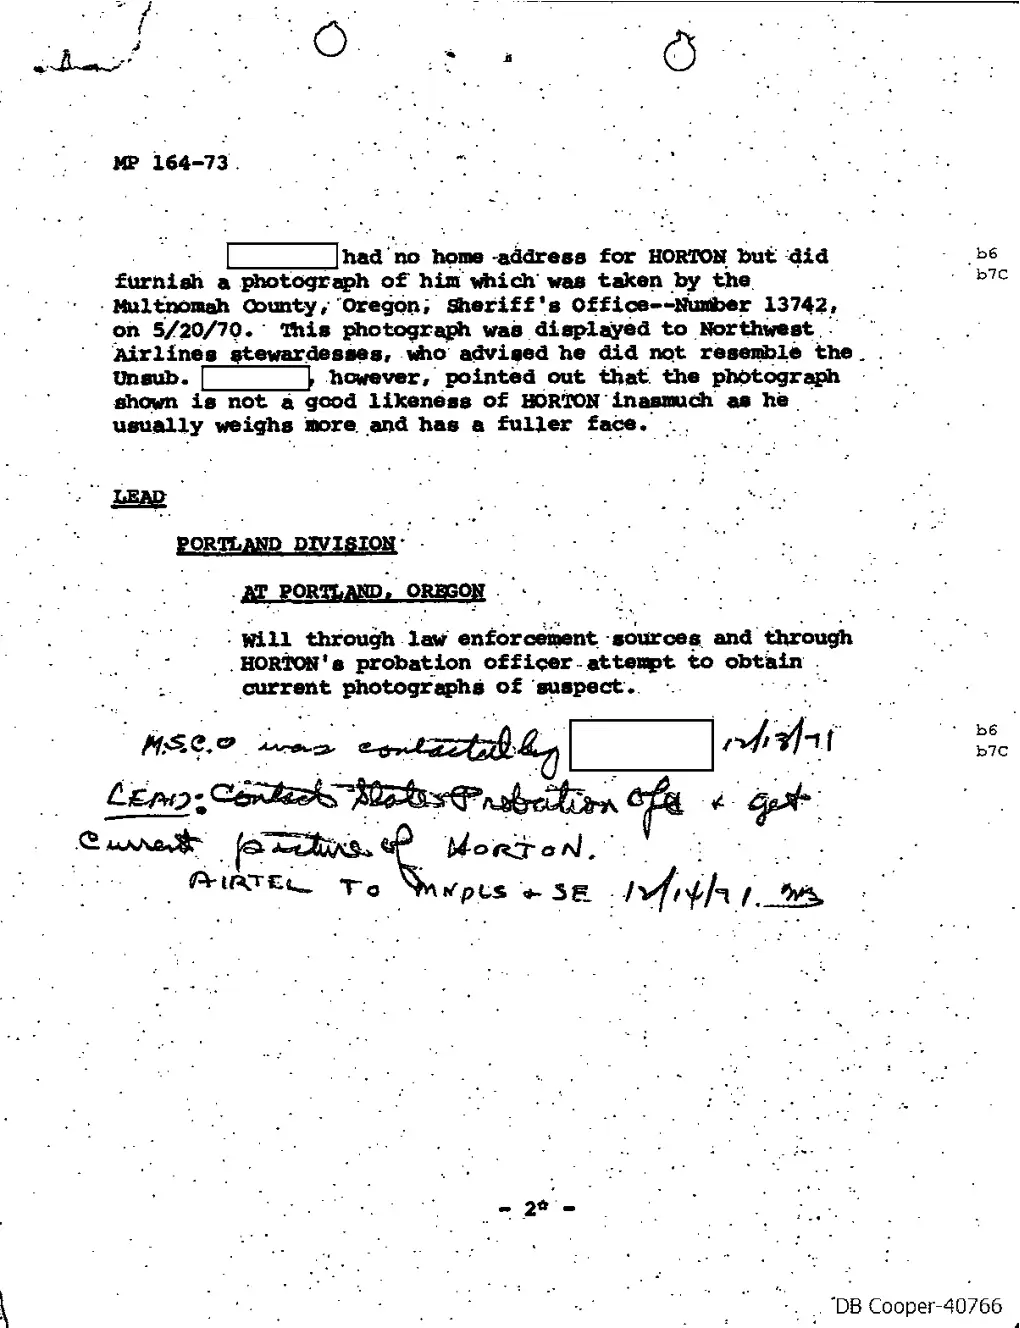 MP 164-73
had no home address for HORTON but did
b6
furnish a photograph of him which was taken by the
b7C
Multnomah County, Oregon, Sheriff's Office--Number 13742,
on 5/20/70. This photograph was displayed to Northwest
Airlines stewardesses, who advised he did not resemble the
Unsub. , however, pointed out that the photograph
shown is not a good likeness of HORTON inasmuch as he
usually weighs more and has a fuller face.
LEAD
PORTLAND DIVISION
AT PORTLAND, OREGON
Will through law enforcement sources and through
HORTON's probation officer attempt to obtain
current photographs of suspect.
M.S.C.O was contacted by 12/13/71
b6
b7C
LEAD: Contact States Probation Ofc & get
Current picture of HORTON.
AIRTEL TO MNPLS & SE 12/14/71.
- 2* -
DB Cooper-40766